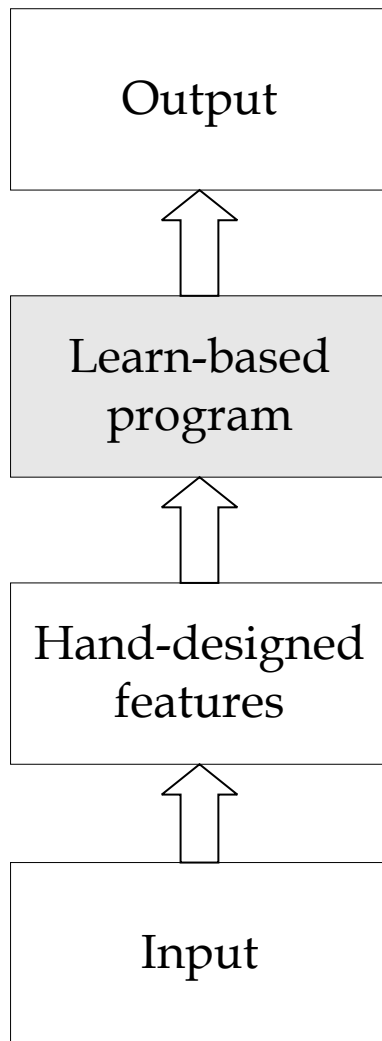 Output
Learn-based
program
Hand-designed
features
Input